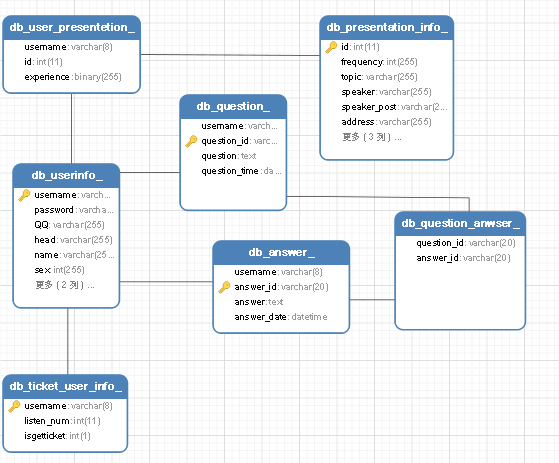 db_user_presentetion_
username: varchar(8)
id: int(11)
experience: binary(255)
db_presentation_info_
id: int(11)
frequency: int(255)
topic: varchar(255)
speaker: varchar(255)
speaker_post: varchar(2...
address: varchar(255)
更多 ( 3 列 ) ...
db_question_
username: varch...
question_id: varc...
question: text
question_time: da...
db_userinfo_
username: varch...
password: varcha...
QQ: varchar(255)
head: varchar(255)
name: varchar(25...
sex: int(255)
更多 ( 2 列 ) ...
db_question_anwser_
question_id: varchar(20)
answer_id: varchar(20)
db_answer_
username: varchar(8)
answer_id: varchar(20)
answer: text
answer_date: datetime
db_ticket_user_info_
username: varchar(8)
listen_num: int(11)
isgetticket: int(1)